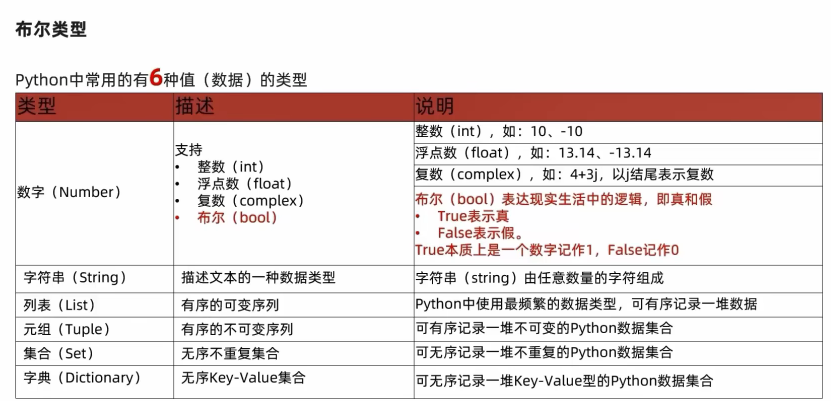 布尔类型
Python中常用的有6种值（数据）的类型
类型 描述 说明
数字（Number）
支持
• 整数（int）
• 浮点数（float）
• 复数（complex）
• 布尔（bool）
整数（int），如：10、-10
浮点数（float），如：13.14、-13.14
复数（complex），如：4+3j，以j结尾表示复数
布尔（bool）表达现实生活中的逻辑，即真和假
• True表示真
• False表示假。
True本质上是一个数字记作1，False记作0
字符串（String） 描述文本的一种数据类型 字符串（string）由任意数量的字符组成
列表（List） 有序的可变序列 Python中使用最频繁的数据类型，可有序记录一堆数据
元组（Tuple） 有序的不可变序列 可有序记录一堆不可变的Python数据集合
集合（Set） 无序不重复集合 可无序记录一堆不重复的Python数据集合
字典（Dictionary） 无序Key-Value集合 可无序记录一堆Key-Value型的Python数据集合